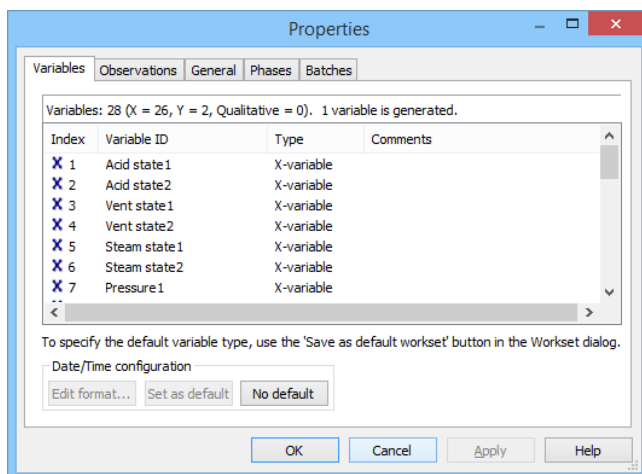 Properties
Variables Observations General Phases Batches
Variables: 28 (X = 26, Y = 2, Qualitative = 0). 1 variable is generated.
Index Variable ID Type Comments
X 1 Acid state1 X-variable
X 2 Acid state2 X-variable
X 3 Vent state1 X-variable
X 4 Vent state2 X-variable
X 5 Steam state1 X-variable
X 6 Steam state2 X-variable
X 7 Pressure1 X-variable
To specify the default variable type, use the 'Save as default workset' button in the Workset dialog.
Date/Time configuration
Edit format... Set as default No default
OK Cancel Apply Help